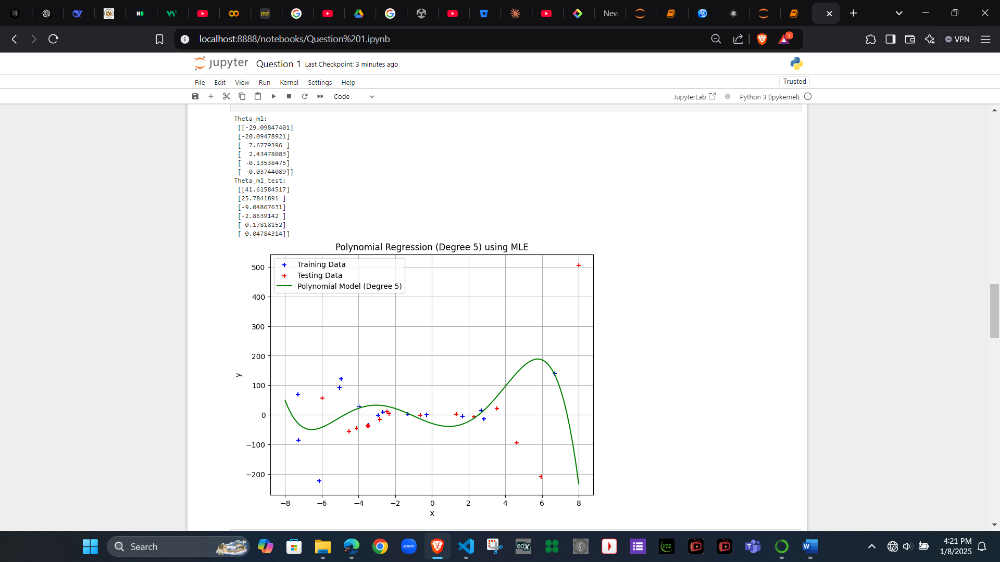 New
localhost:8888/notebooks/Question%201.ipynb
1
VPN
jupyter Question 1 Last Checkpoint: 3 minutes ago
File Edit View Run Kernel Settings Help
Trusted
Code
JupyterLab
Python 3 (ipykernel)
Theta_ml:
[[-29.09847401]
[-20.09478921]
[  7.6779396 ]
[  2.43478083]
[ -0.13538475]
[ -0.03744089]]
Theta_ml_test:
[[41.61584517]
[25.7841891 ]
[-9.04867631]
[-2.8639142 ]
[ 0.17818152]
[ 0.04784314]]
Polynomial Regression (Degree 5) using MLE
Training Data
Testing Data
Polynomial Model (Degree 5)
500
400
300
200
100
0
−100
−200
y
−8 −6 −4 −2 0 2 4 6 8
X
Search
zoom
edX
YTS
W
4:21 PM
1/8/2025